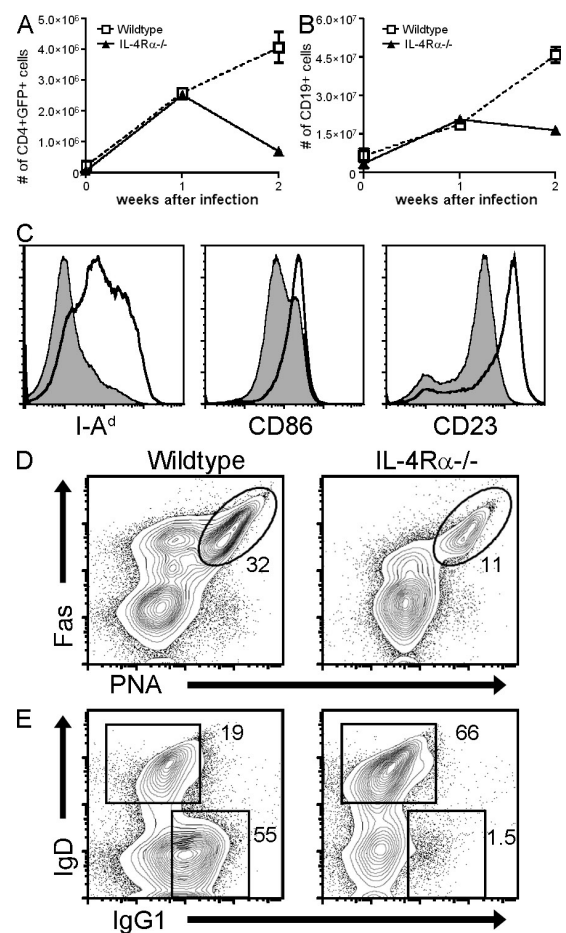 A
# of CD4+GFP+ cells
5.0×10⁶
4.0×10⁶
3.0×10⁶
2.0×10⁶
1.0×10⁶
0
Wildtype
IL-4Rα-/-
0 1 2
weeks after infection
B
# of CD19+ cells
6.0×10⁷
4.5×10⁷
3.0×10⁷
1.5×10⁷
0
Wildtype
IL-4Rα-/-
0 1 2
weeks after infection
C
I-Aᵈ CD86 CD23
D
Wildtype IL-4Rα-/-
Fas
32 11
PNA
E
19 66
55 1.5
IgD
IgG1